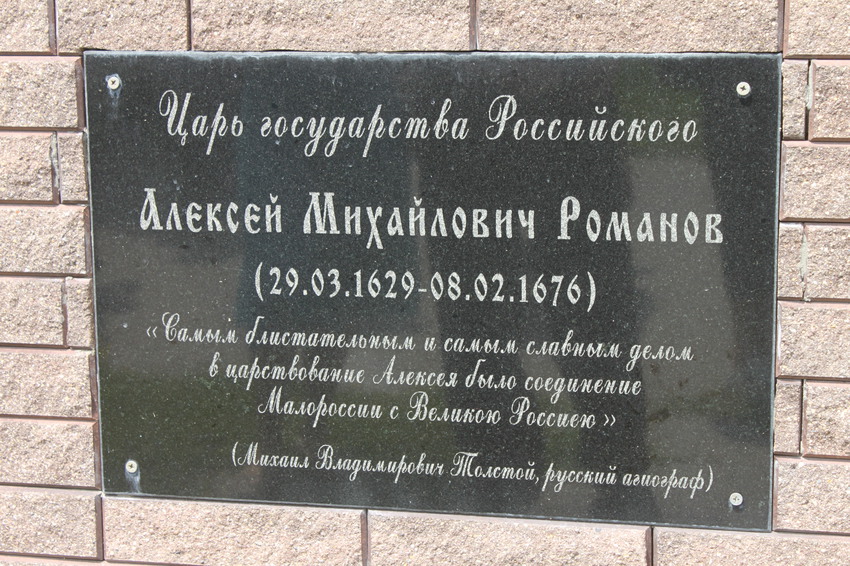 Царь государства Российского
Алексей Михайлович Романов
(29.03.1629-08.02.1676)
«Самым блистательным и самым славным делом
в царствование Алексея было соединение
Малороссии с Великою Россиею»
(Михаил Владимирович Толстой, русский агиограф)